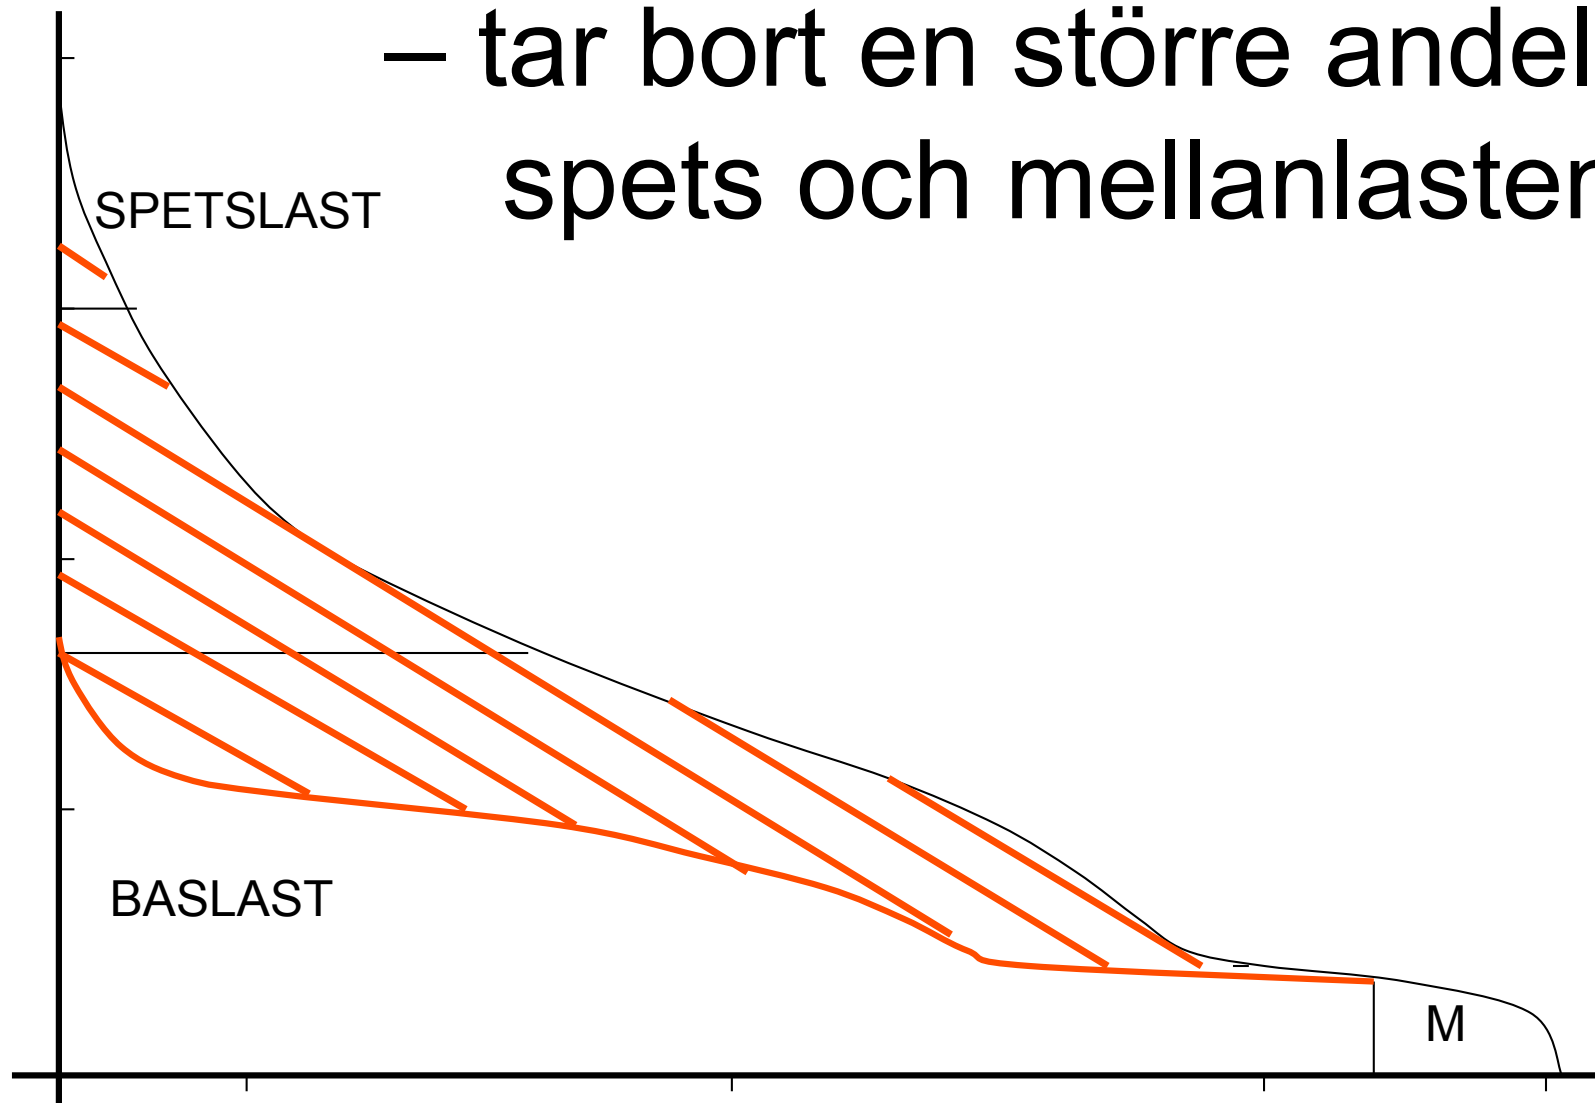 – tar bort en större andel
spets och mellanlaster
SPETSLAST
BASLAST
M